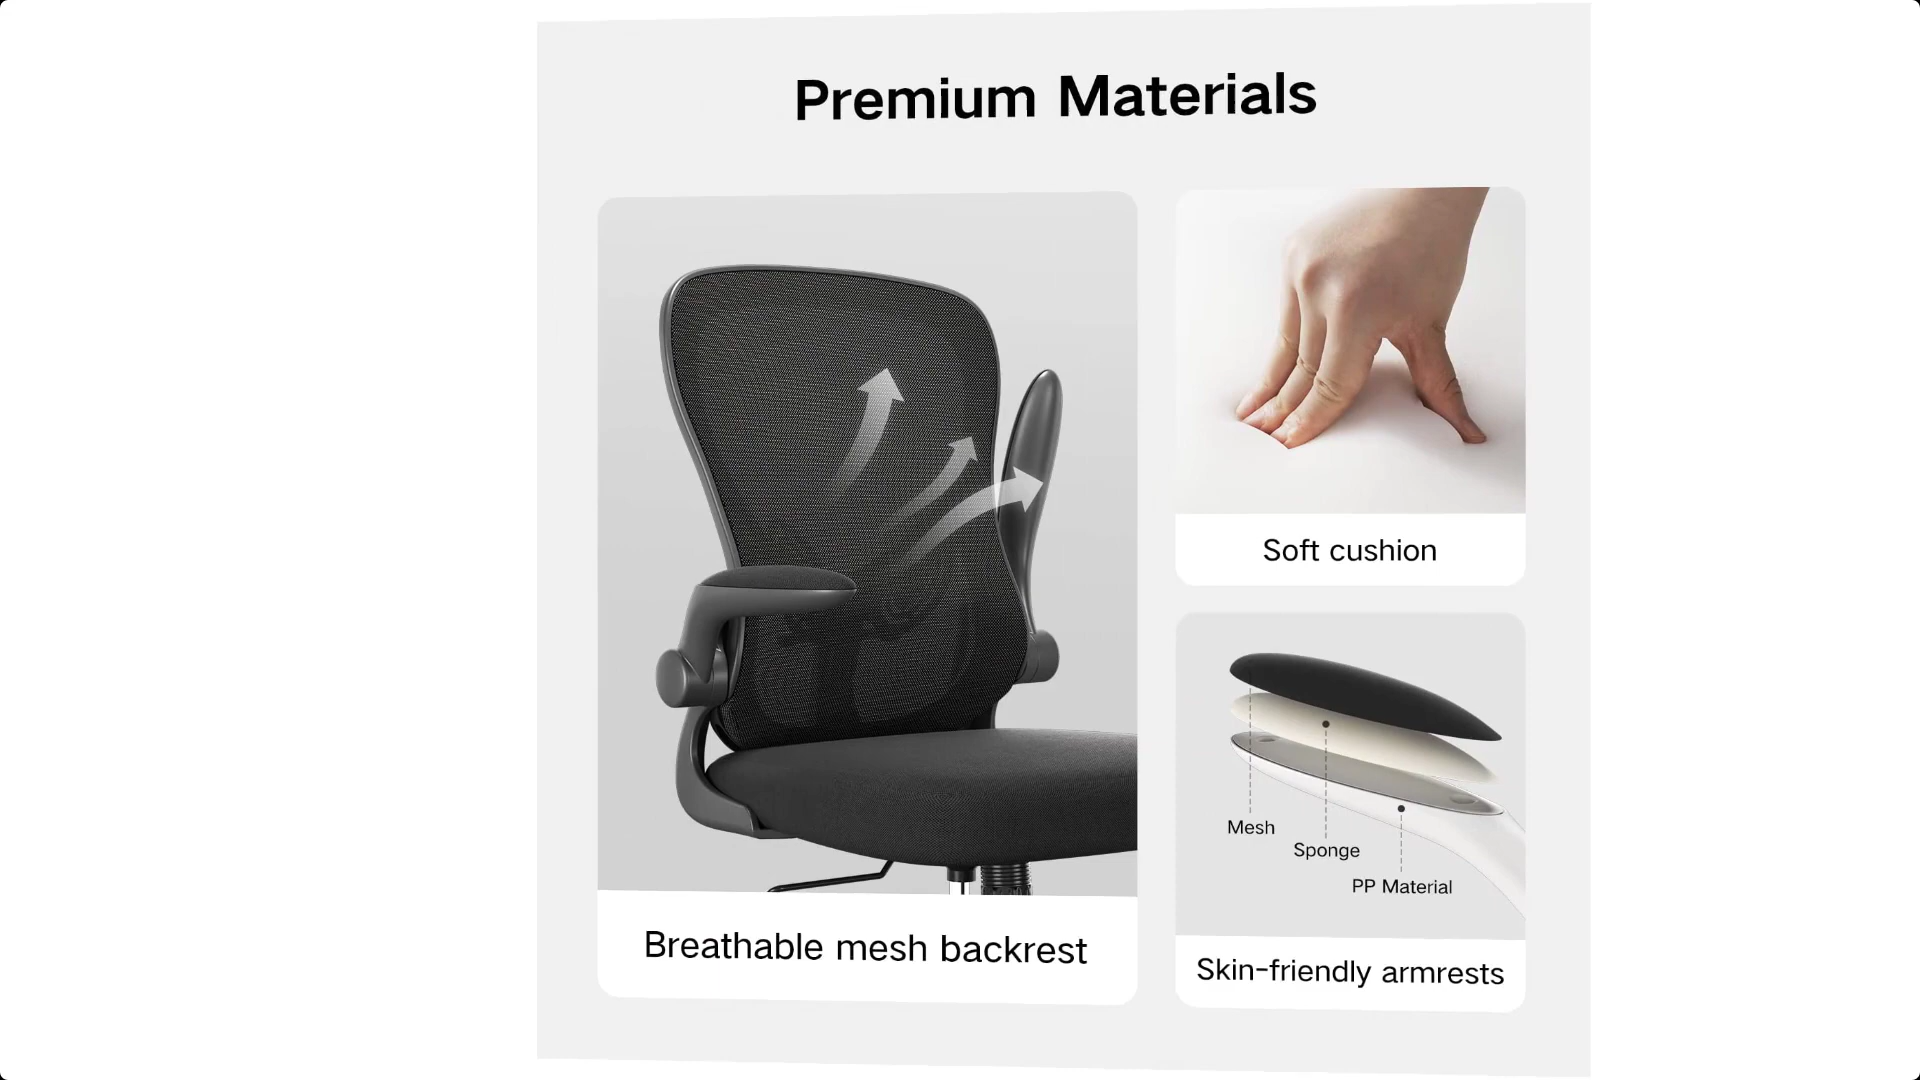 Premium Materials
Breathable mesh backrest
Soft cushion
Mesh
Sponge
PP Material
Skin-friendly armrests